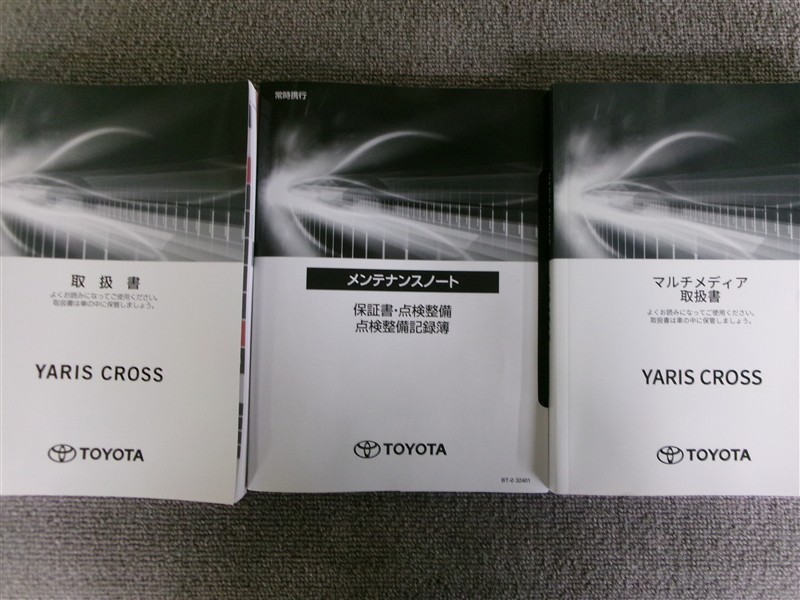 取扱書
よくお読みになってご使用ください。
取扱書は車の中に保管しましょう。
YARIS CROSS
TOYOTA
常時携行
メンテナンスノート
保証書・点検整備
点検整備記録簿
TOYOTA
マルチメディア
取扱書
よくお読みになってご使用ください。
取扱書は車の中に保管しましょう。
YARIS CROSS
TOYOTA